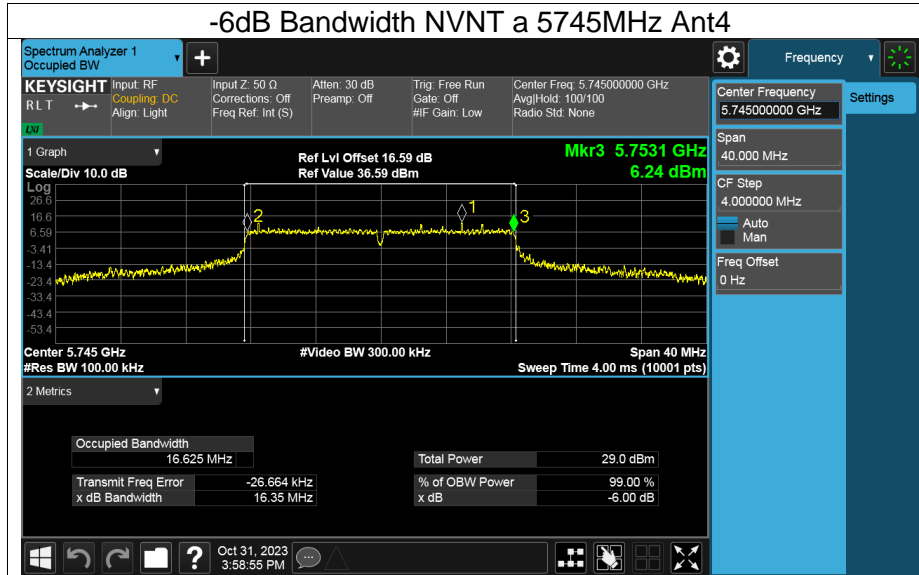 -6dB Bandwidth NVNT a 5745MHz Ant4
Spectrum Analyzer 1
Occupied BW
▼
+
Frequency
▼
KEYSIGHT
RLT
LXI
Input: RF
Coupling: DC
Align: Light
Input Z: 50 Ω
Corrections: Off
Freq Ref: Int (S)
Atten: 30 dB
Preamp: Off
Trig: Free Run
Gate: Off
#IF Gain: Low
Center Freq: 5.745000000 GHz
Avg|Hold: 100/100
Radio Std: None
Center Frequency
5.745000000 GHz
Settings
Span
40.000 MHz
CF Step
4.000000 MHz
Auto
Man
Freq Offset
0 Hz
1 Graph
▼
Scale/Div 10.0 dB
Ref Lvl Offset 16.59 dB
Ref Value 36.59 dBm
Mkr3 5.7531 GHz
6.24 dBm
Log
26.6
16.6
6.59
-3.41
-13.4
-23.4
-33.4
-43.4
-53.4
2
1
3
Center 5.745 GHz
#Res BW 100.00 kHz
#Video BW 300.00 kHz
Span 40 MHz
Sweep Time 4.00 ms (10001 pts)
2 Metrics
▼
Occupied Bandwidth
16.625 MHz
Total Power 29.0 dBm
Transmit Freq Error -26.664 kHz
% of OBW Power 99.00 %
x dB Bandwidth 16.35 MHz
x dB -6.00 dB
?
Oct 31, 2023
3:58:55 PM